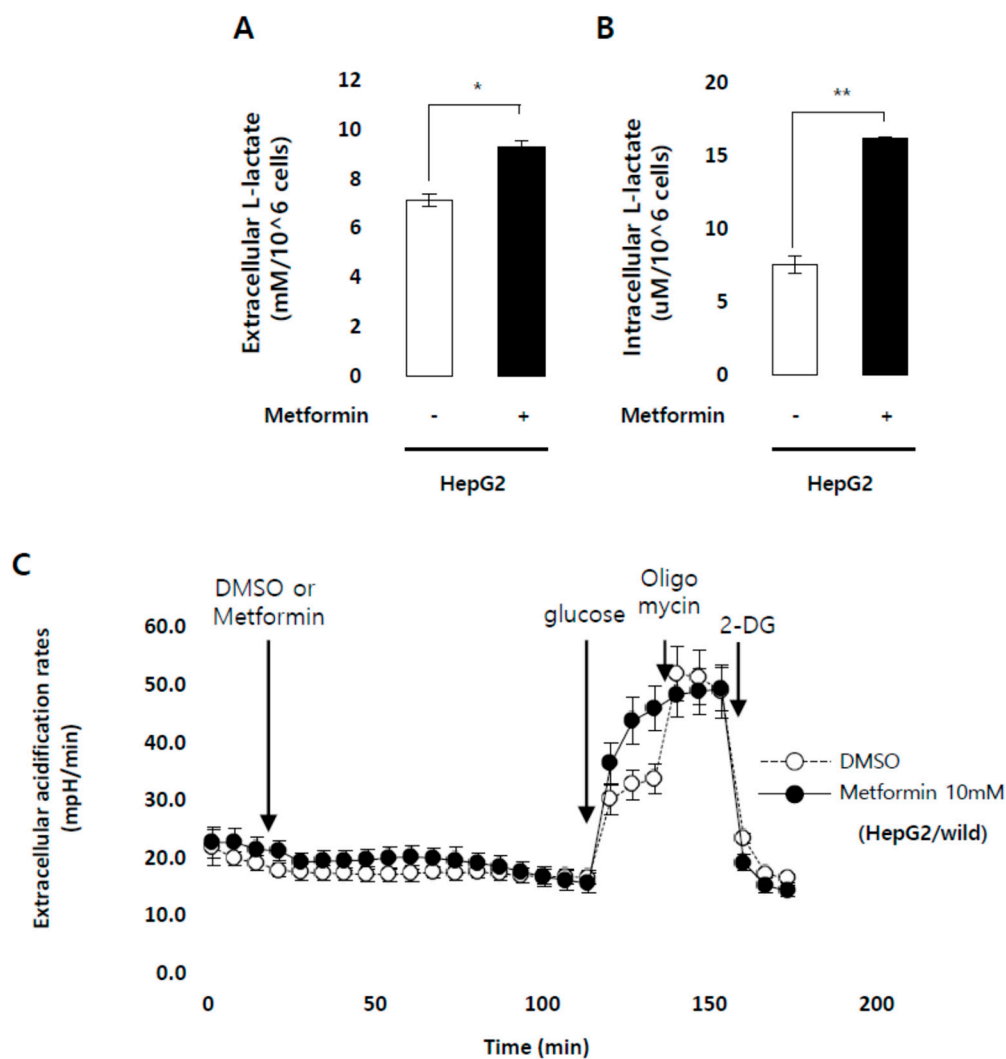 A
Extracellular L-lactate
(mM/10^6 cells)
12
10
8
6
4
2
0
*
Metformin - +
HepG2
B
Intracellular L-lactate
(uM/10^6 cells)
20
15
10
5
0
**
Metformin - +
HepG2
C
Extracellular acidification rates
(mpH/min)
60.0
50.0
40.0
30.0
20.0
10.0
0.0
DMSO or
Metformin
glucose
Oligo
mycin
2-DG
DMSO
Metformin 10mM
(HepG2/wild)
0 50 100 150 200
Time (min)